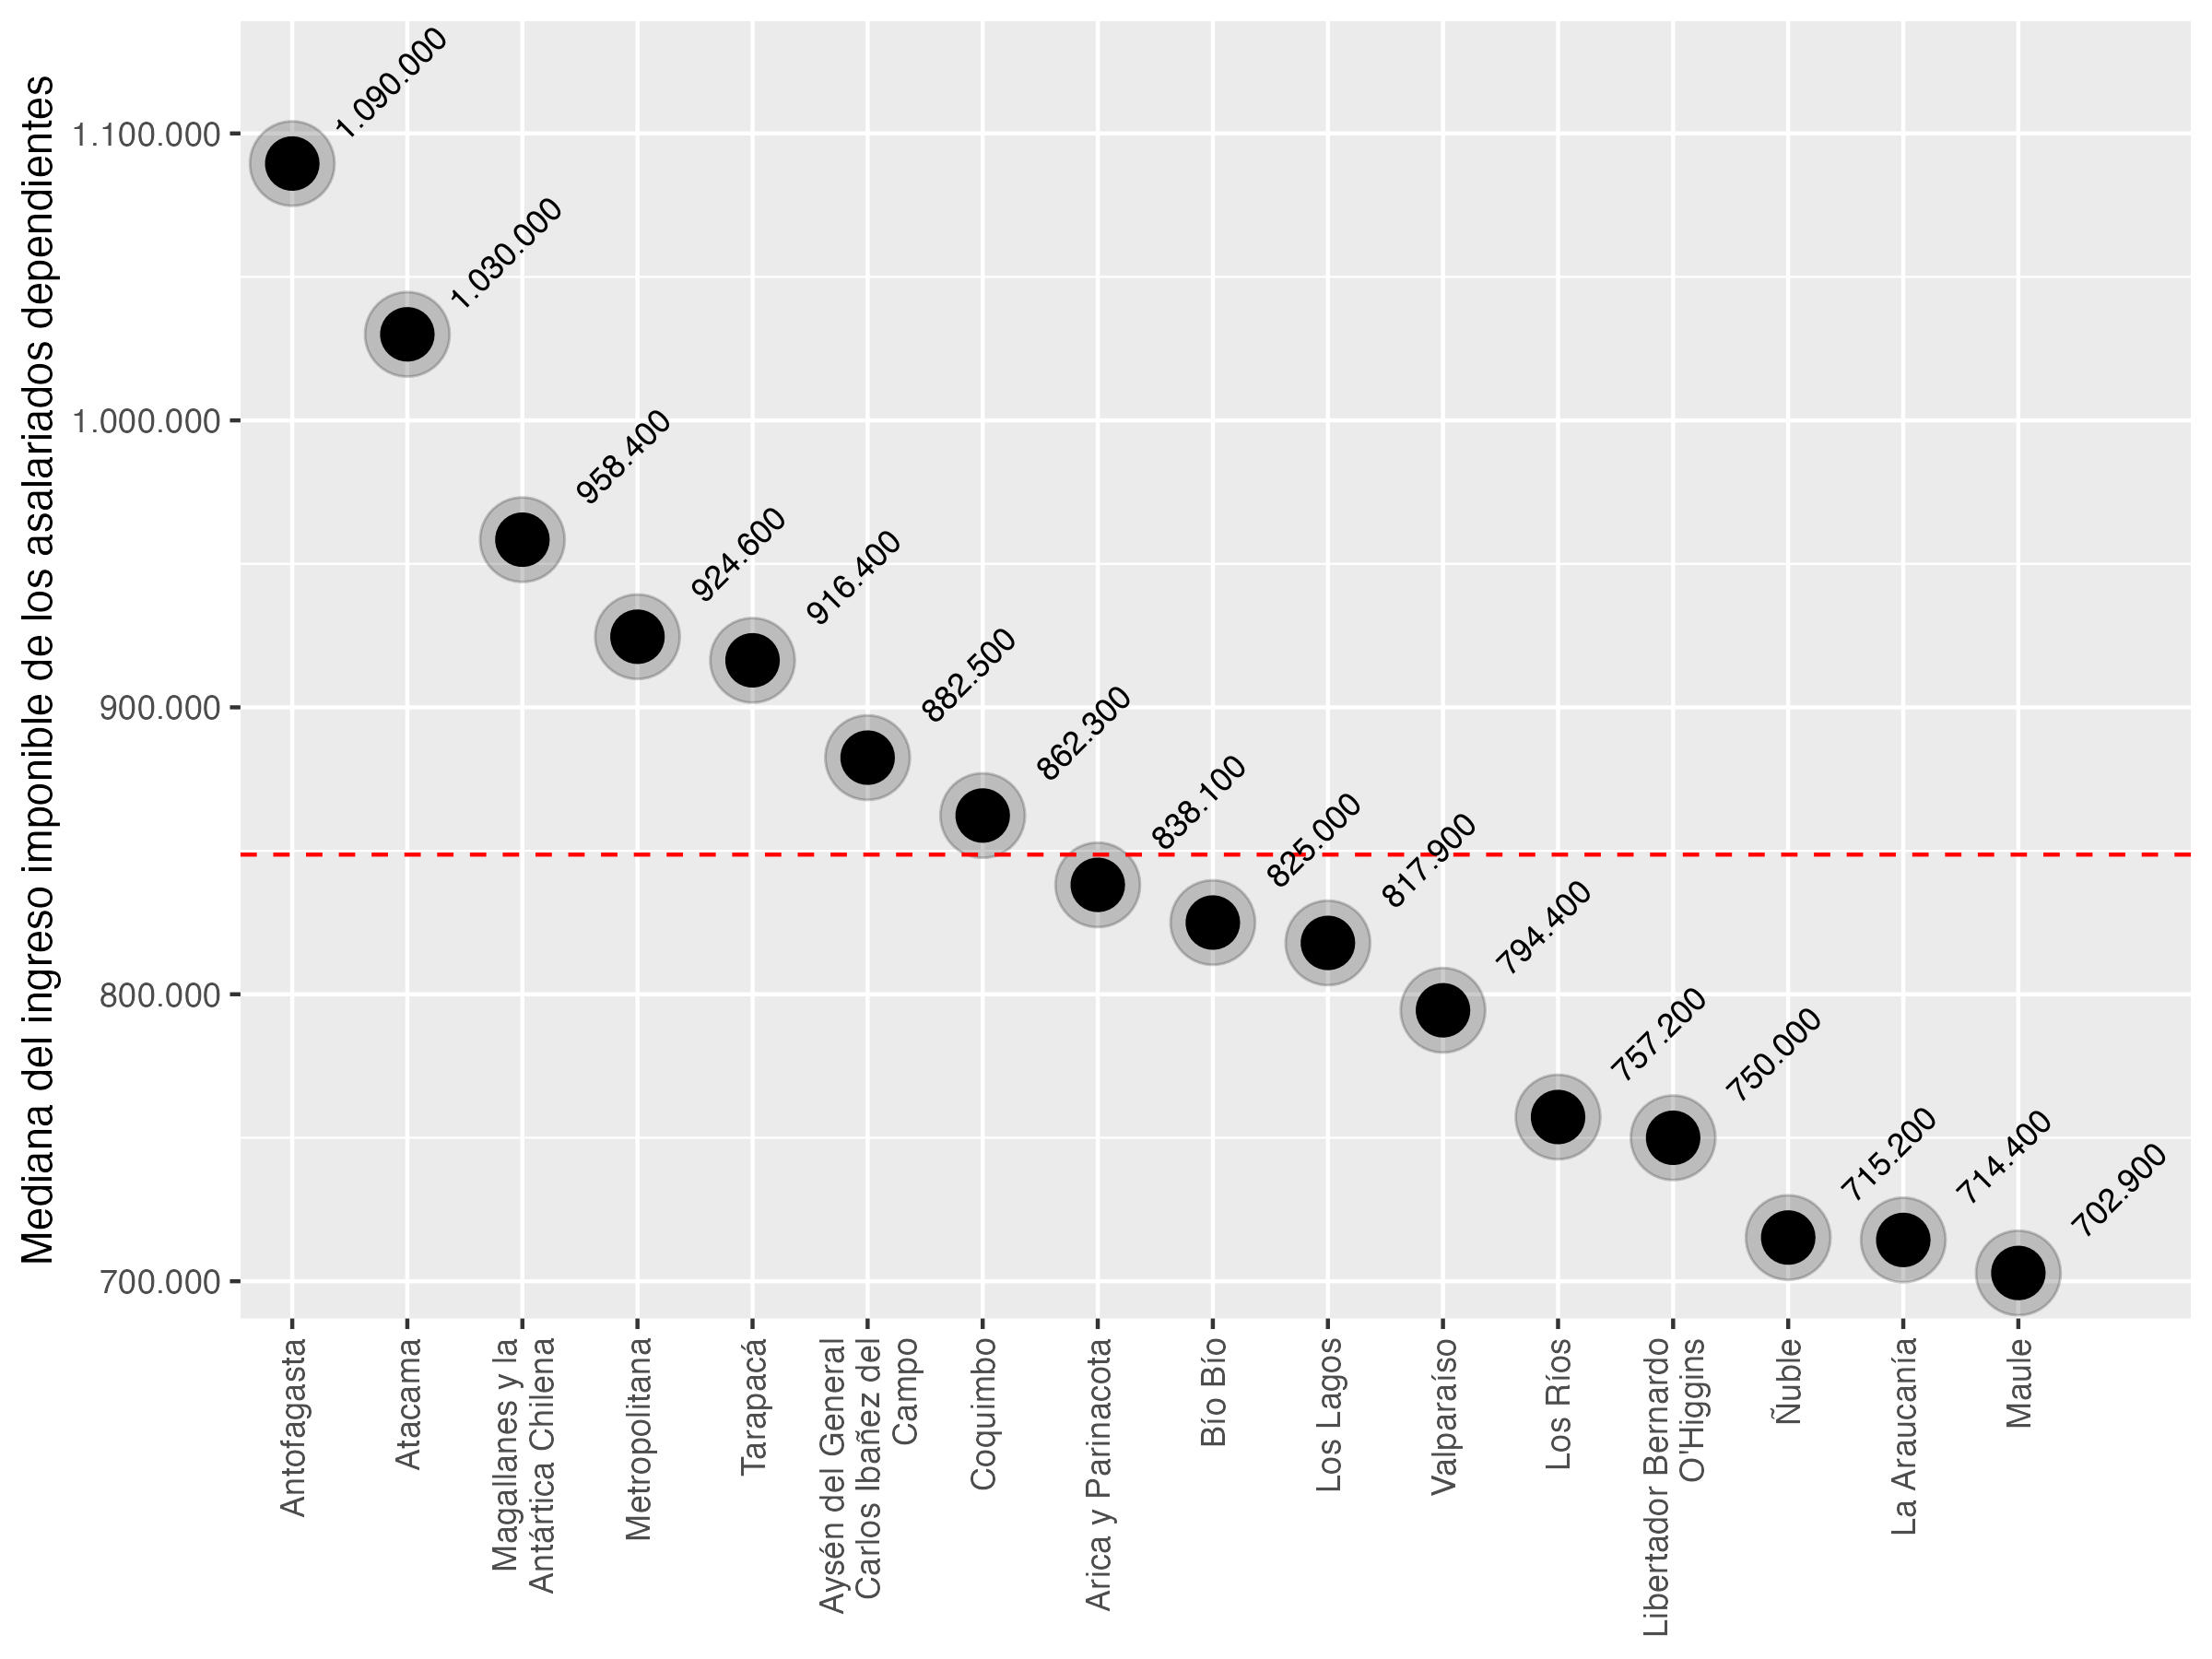 Mediana del ingreso imponible de los asalariados dependientes
1.100.000
1.000.000
900.000
800.000
700.000
1.090.000
1.030.000
958.400
924.600
916.400
882.500
862.300
838.100
825.000
817.900
794.400
757.200
750.000
715.200
714.400
702.900
Antofagasta
Atacama
Magallanes y la
Antártica Chilena
Metropolitana
Tarapacá
Aysén del General
Carlos Ibañez del
Campo
Coquimbo
Arica y Parinacota
Bío Bío
Los Lagos
Valparaíso
Los Ríos
Libertador Bernardo
O'Higgins
Ñuble
La Araucanía
Maule